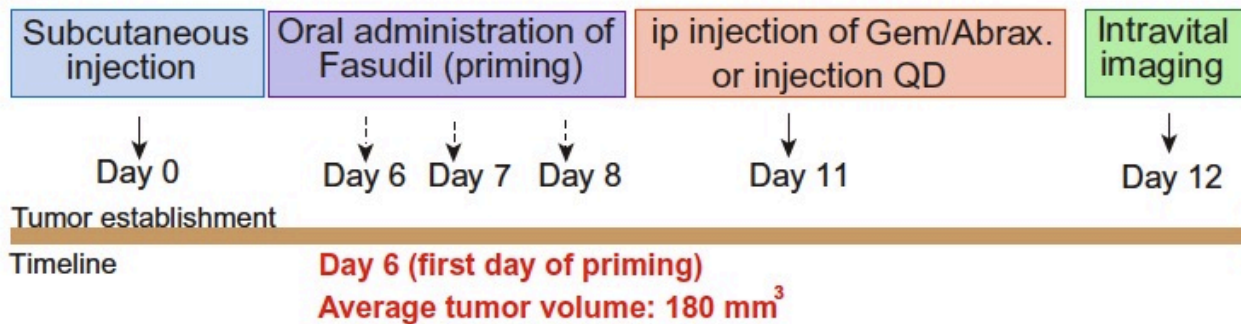 Subcutaneous
injection
Oral administration of
Fasudil (priming)
ip injection of Gem/Abrax.
or injection QD
Intravital
imaging
Day 0
Day 6
Day 7
Day 8
Day 11
Day 12
Tumor establishment
Timeline
Day 6 (first day of priming)
Average tumor volume: 180 mm³